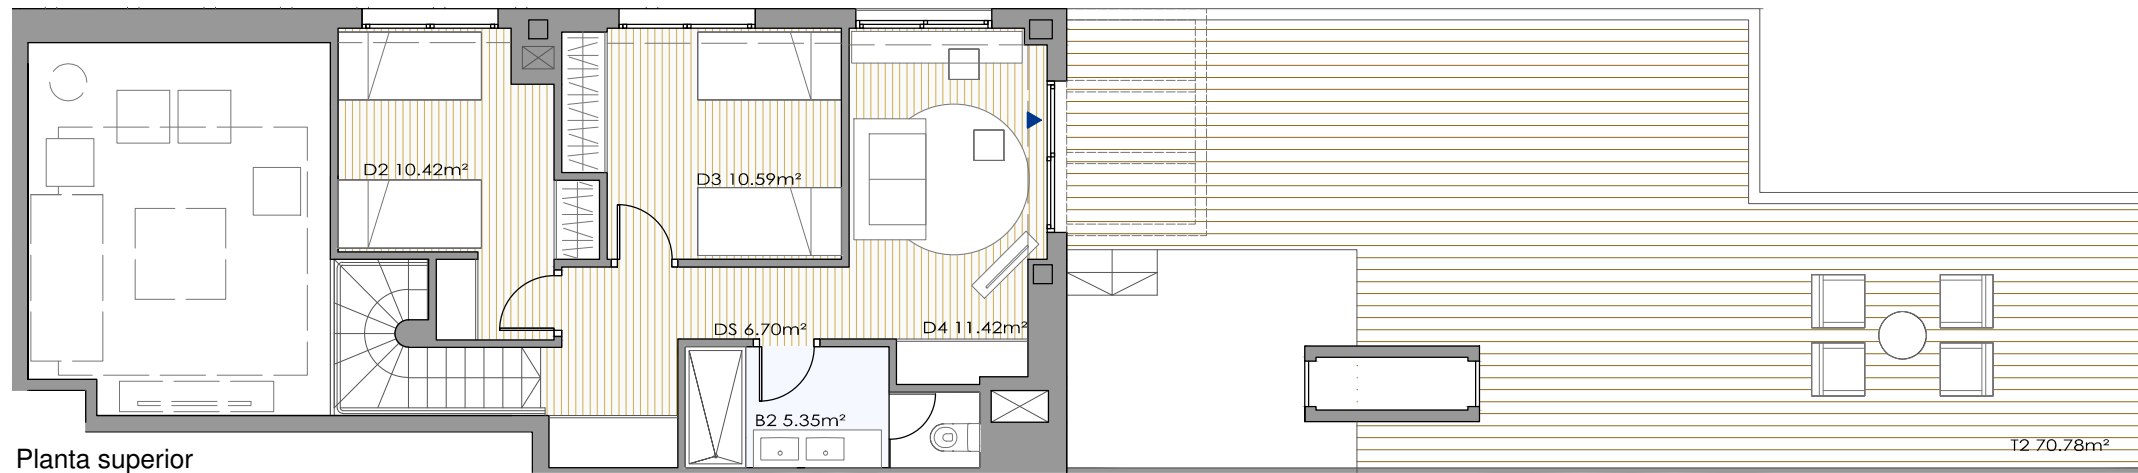 D2 10.42m²
D3 10.59m²
DS 6.70m²
D4 11.42m²
B2 5.35m²
T2 70.78m²
Planta superior